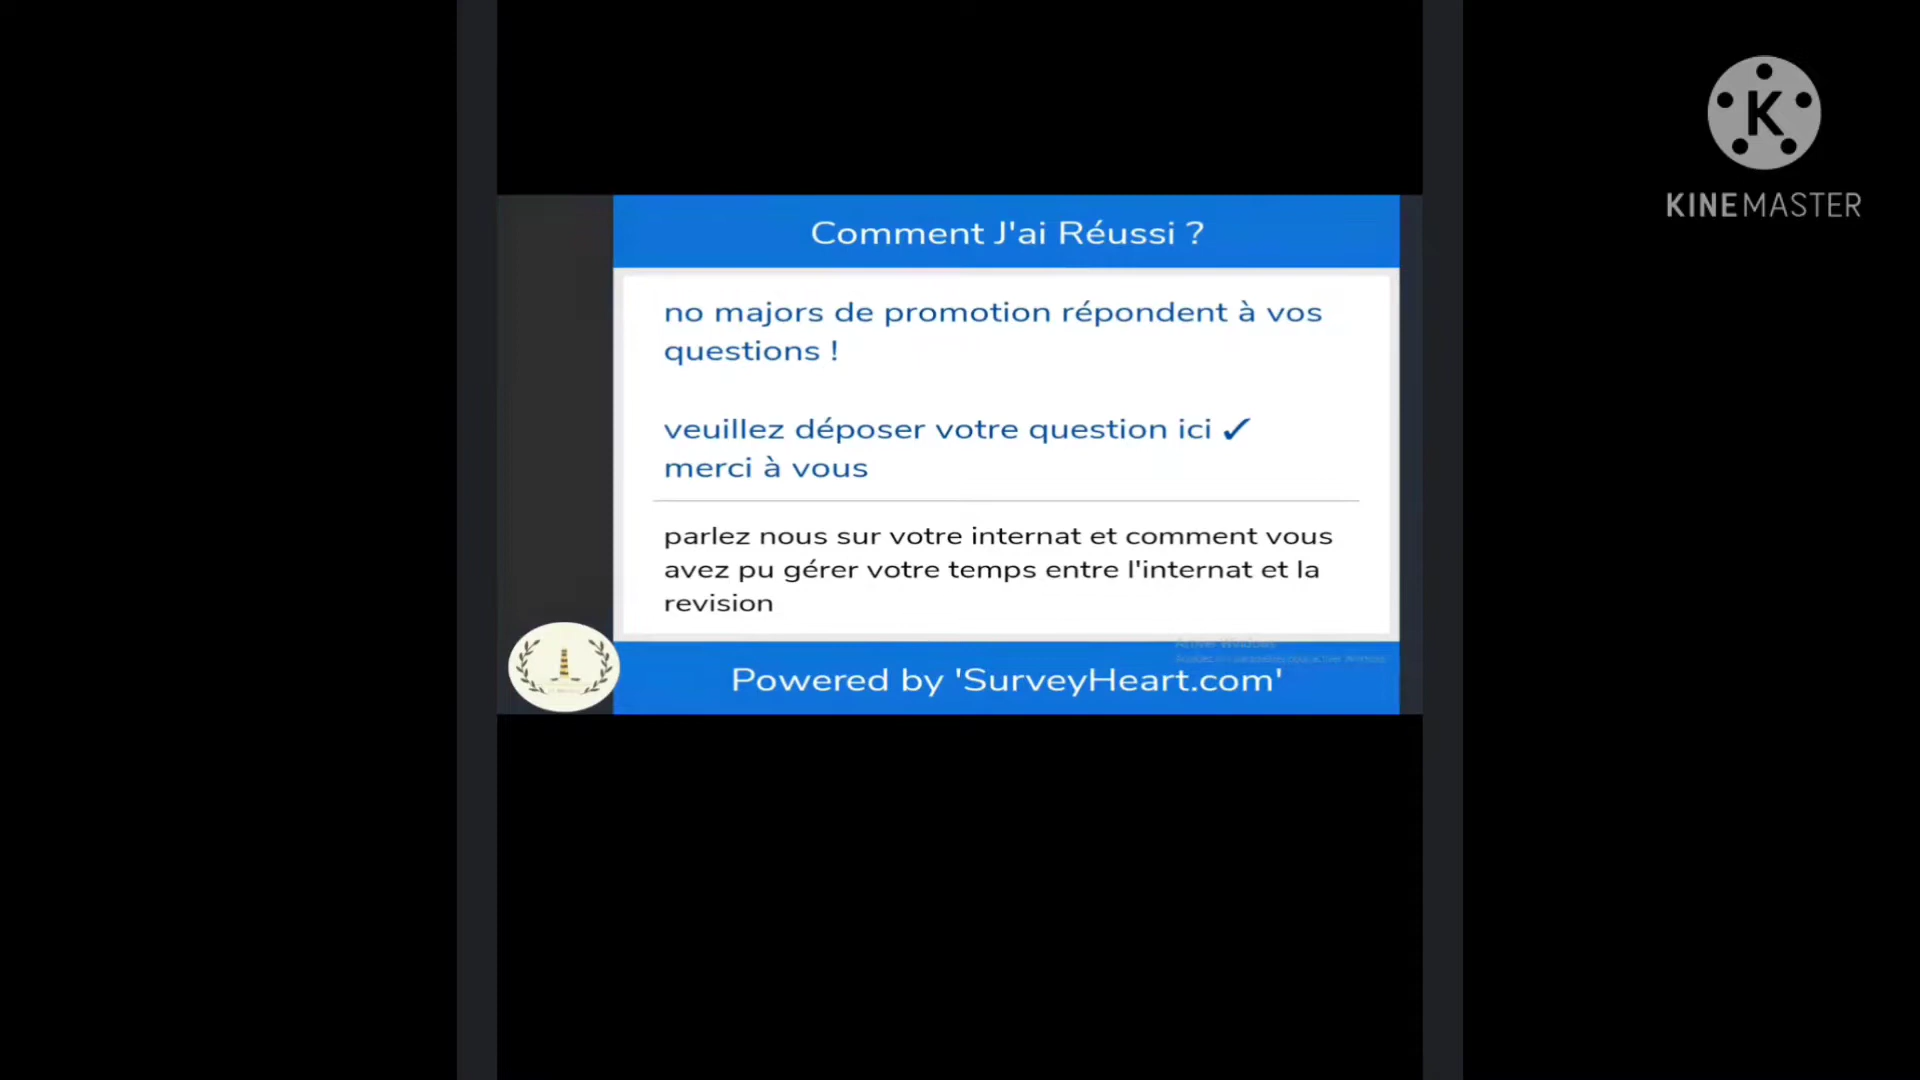 K
KINEMASTER
Comment J'ai Réussi ?
no majors de promotion répondent à vos
questions !
veuillez déposer votre question ici ✓
merci à vous
parlez nous sur votre internat et comment vous
avez pu gérer votre temps entre l'internat et la
revision
Activer Windows
Powered by 'SurveyHeart.com'